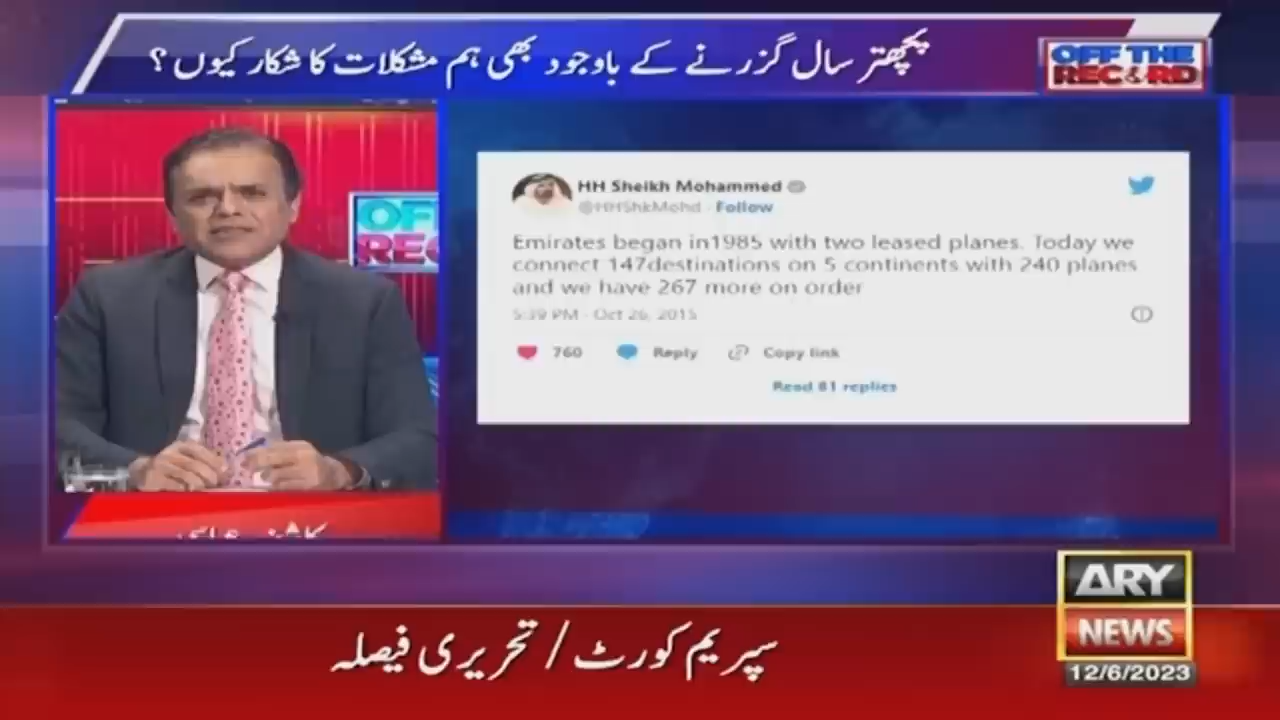 پچھتر سال گزرنے کے باوجود بھی ہم مشکلات کا شکار کیوں؟
OFF THE
RECORD
OF
REC
HH Sheikh Mohammed
@HHShkMohd · Follow
Emirates began in1985 with two leased planes. Today we
connect 147destinations on 5 continents with 240 planes
and we have 267 more on order
5:39 PM · Oct 26, 2015
760 Reply Copy link
Read 81 replies
ARY
NEWS
12/6/2023
سپریم کورٹ / تحریری فیصلہ